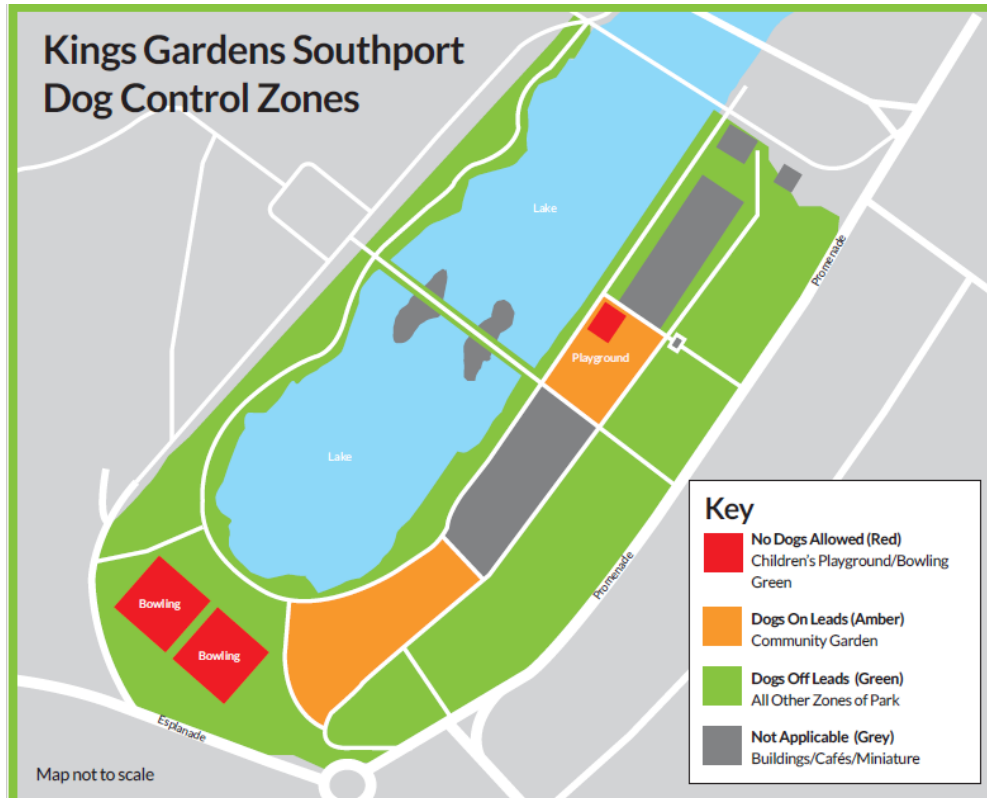 Kings Gardens Southport
Dog Control Zones
Lake
Promenade
Playground
Lake
Key
No Dogs Allowed (Red)
Children's Playground/Bowling
Green
Dogs On Leads (Amber)
Community Garden
Dogs Off Leads (Green)
All Other Zones of Park
Not Applicable (Grey)
Buildings/Cafés/Miniature
Promenade
Bowling
Bowling
Esplanade
Map not to scale